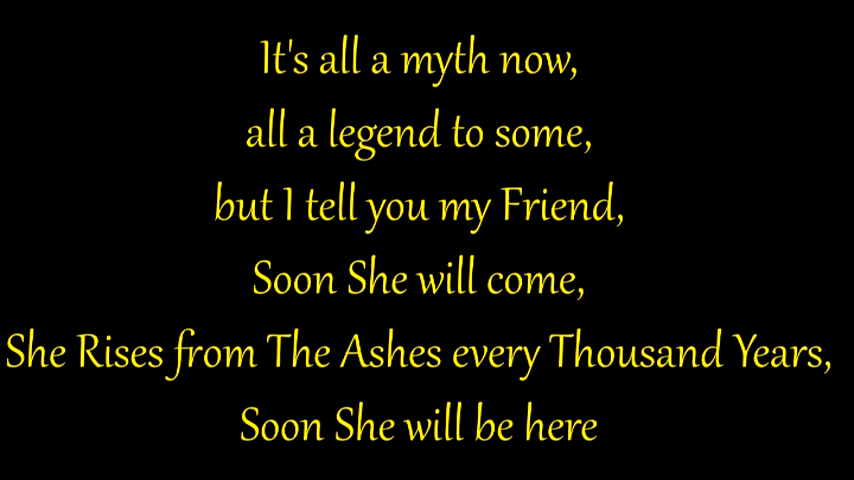 It's all a myth now,
all a legend to some,
but I tell you my Friend,
Soon She will come,
She Rises from The Ashes every Thousand Years,
Soon She will be here